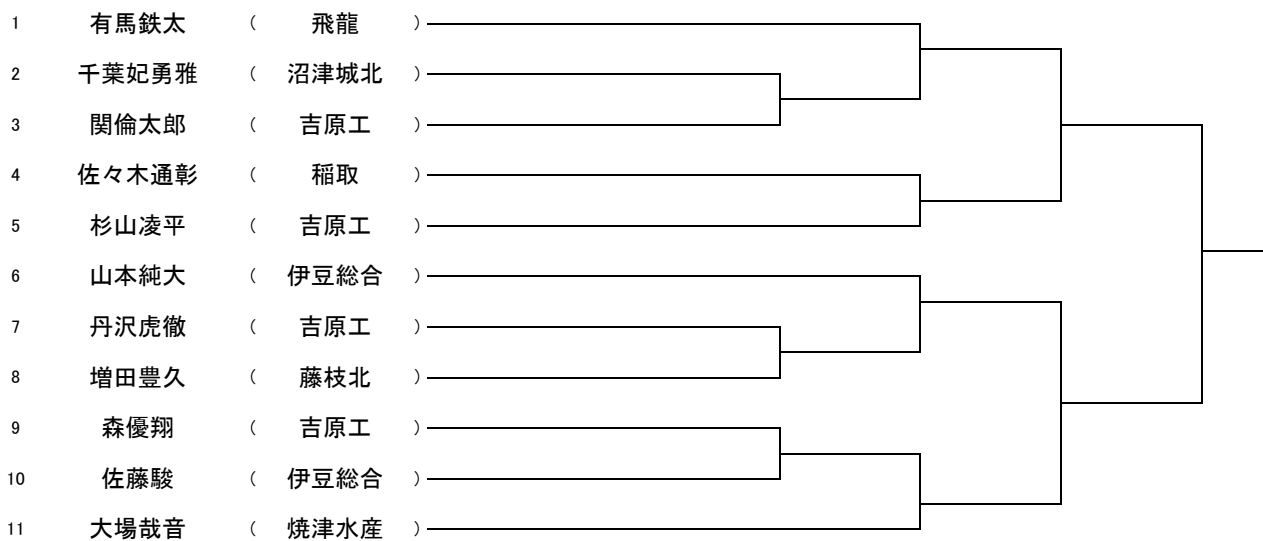 1 有馬鉄太 ( 飛龍 )
2 千葉妃勇雅 ( 沼津城北 )
3 関倫太郎 ( 吉原工 )
4 佐々木通彰 ( 稲取 )
5 杉山凌平 ( 吉原工 )
6 山本純大 ( 伊豆総合 )
7 丹沢虎徹 ( 吉原工 )
8 増田豊久 ( 藤枝北 )
9 森優翔 ( 吉原工 )
10 佐藤駿 ( 伊豆総合 )
11 大場哉音 ( 焼津水産 )